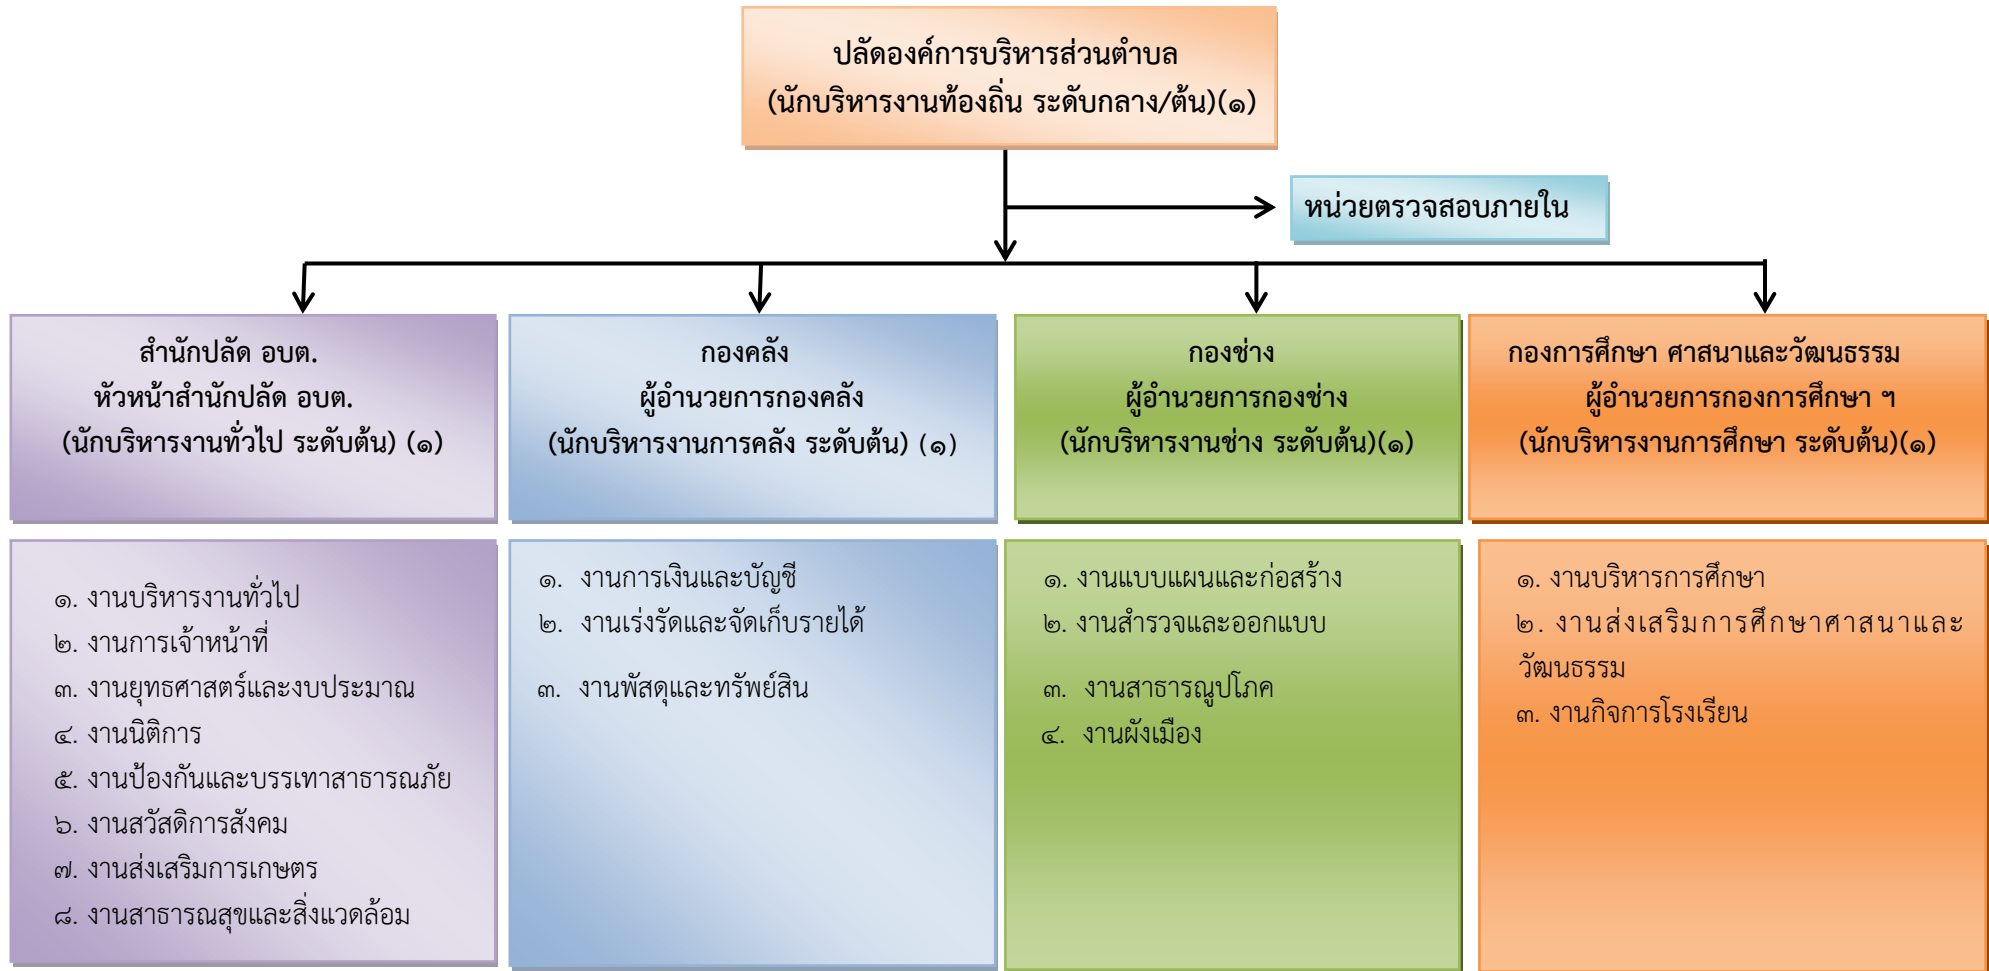 ปลัดองค์การบริหารส่วนตำบล
(นักบริหารงานท้องถิ่น ระดับกลาง/ต้น)(๑)
หน่วยตรวจสอบภายใน
สำนักปลัด อบต.
หัวหน้าสำนักปลัด อบต.
(นักบริหารงานทั่วไป ระดับต้น) (๑)
กองคลัง
ผู้อำนวยการกองคลัง
(นักบริหารงานการคลัง ระดับต้น) (๑)
กองช่าง
ผู้อำนวยการกองช่าง
(นักบริหารงานช่าง ระดับต้น)(๑)
กองการศึกษา ศาสนาและวัฒนธรรม
ผู้อำนวยการกองการศึกษา ฯ
(นักบริหารงานการศึกษา ระดับต้น)(๑)
๑. งานบริหารงานทั่วไป
๒. งานการเจ้าหน้าที่
๓. งานยุทธศาสตร์และงบประมาณ
๔. งานนิติการ
๕. งานป้องกันและบรรเทาสาธารณภัย
๖. งานสวัสดิการสังคม
๗. งานส่งเสริมการเกษตร
๘. งานสาธารณสุขและสิ่งแวดล้อม
๑. งานการเงินและบัญชี
๒. งานเร่งรัดและจัดเก็บรายได้
๓. งานพัสดุและทรัพย์สิน
๑. งานแบบแผนและก่อสร้าง
๒. งานสำรวจและออกแบบ
๓. งานสาธารณูปโภค
๔. งานผังเมือง
๑. งานบริหารการศึกษา
๒. งานส่งเสริมการศึกษาศาสนาและ
วัฒนธรรม
๓. งานกิจการโรงเรียน